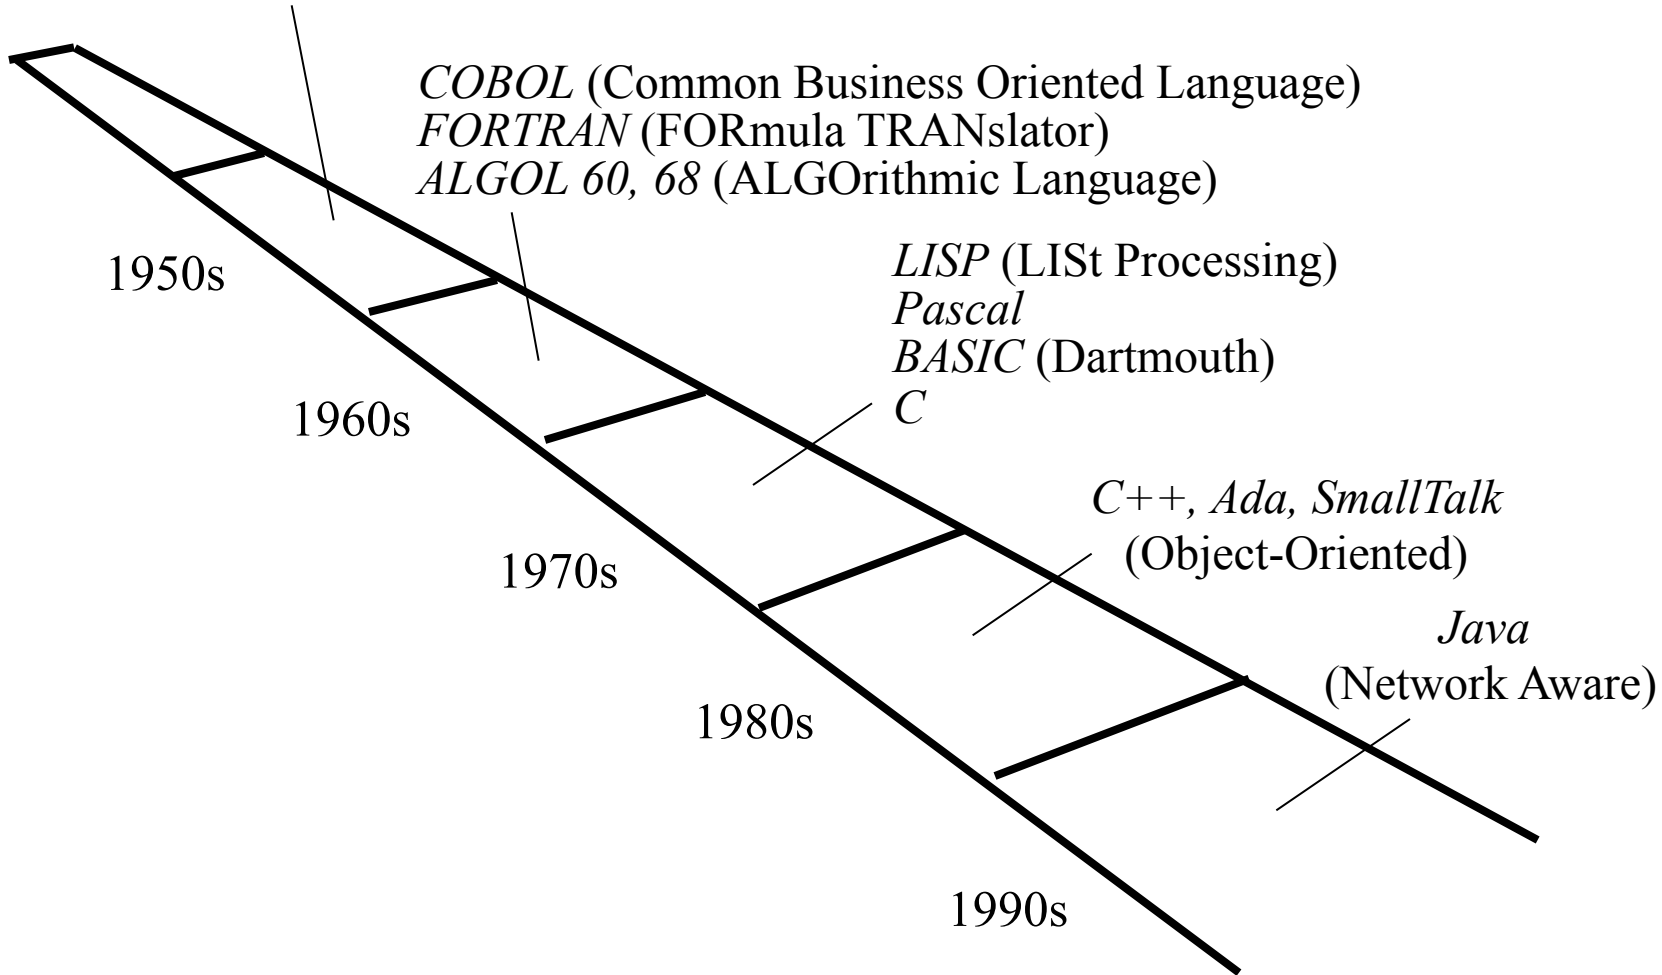 COBOL (Common Business Oriented Language)
FORTRAN (FORmula TRANslator)
ALGOL 60, 68 (ALGOrithmic Language)
1950s
LISP (LISt Processing)
Pascal
BASIC (Dartmouth)
C
1960s
C++, Ada, SmallTalk
(Object-Oriented)
1970s
Java
(Network Aware)
1980s
1990s